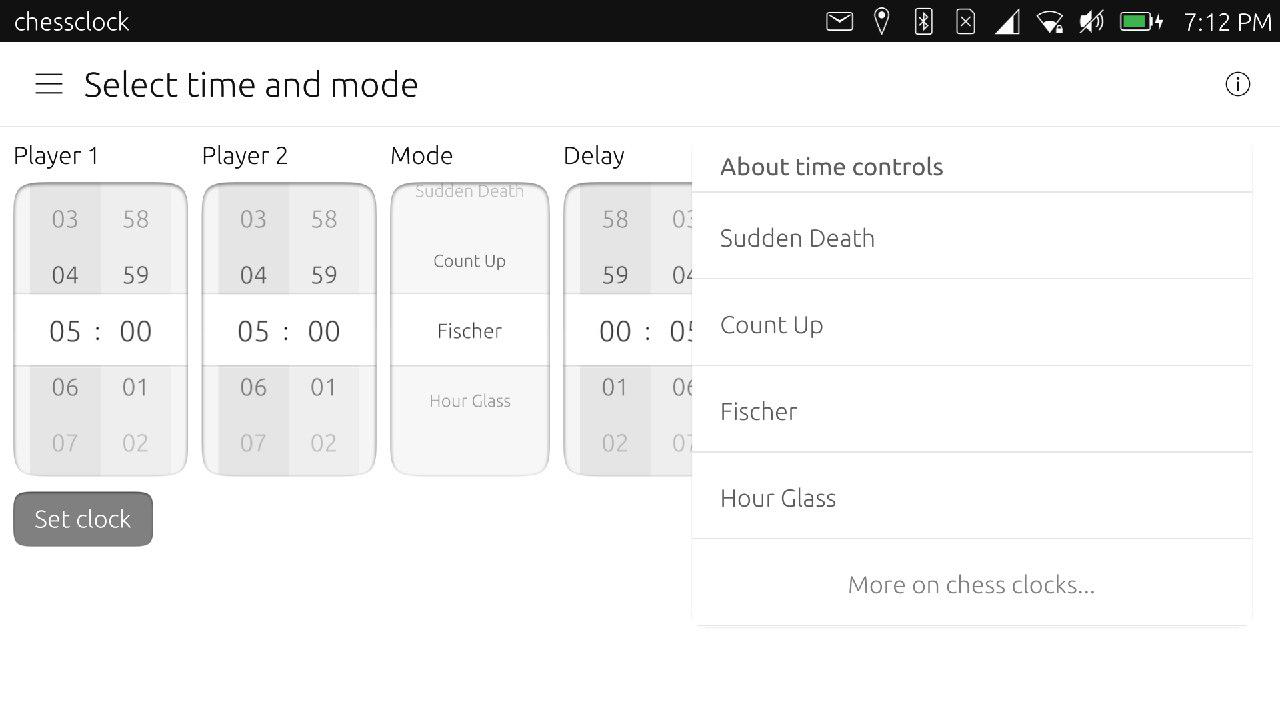 chessclock
7:12 PM
Select time and mode
Player 1
Player 2
Mode
Delay
03 58
04 59
05 : 00
06 01
07 02
03 58
04 59
05 : 00
06 01
07 02
Sudden Death
Count Up
Fischer
Hour Glass
58 03
59 04
00 : 05
01 06
02 07
Set clock
About time controls
Sudden Death
Count Up
Fischer
Hour Glass
More on chess clocks...